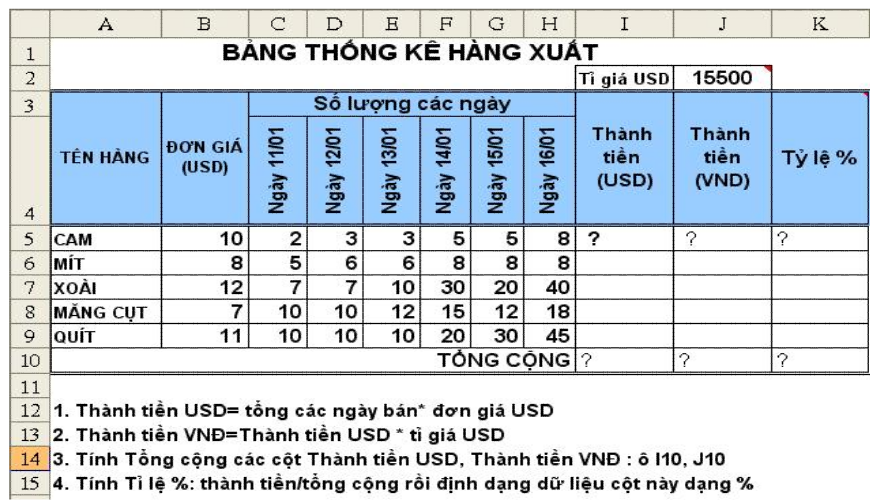 A B C D E F G H I J K
1 BẢNG THỐNG KÊ HÀNG XUẤT
2 Tỉ giá USD 15500
3 Số lượng các ngày
4 TÊN HÀNG ĐƠN GIÁ (USD) Ngày 11/01 Ngày 12/01 Ngày 13/01 Ngày 14/01 Ngày 15/01 Ngày 16/01 Thành tiền (USD) Thành tiền (VND) Tỷ lệ %
5 CAM 10 2 3 3 5 5 8 ? ? ?
6 MÍT 8 5 6 6 8 8 8
7 XOÀI 12 7 7 10 30 20 40
8 MĂNG CỤT 7 10 10 12 15 12 18
9 QUÍT 11 10 10 10 20 30 45
10 TỔNG CỘNG ? ? ?
11
12 1. Thành tiền USD= tổng các ngày bán* đơn giá USD
13 2. Thành tiền VNĐ=Thành tiền USD * tỉ giá USD
14 3. Tính Tổng cộng các cột Thành tiền USD, Thành tiền VNĐ : ô I10, J10
15 4. Tính Tỉ lệ %: thành tiền/tổng cộng rồi định dạng dữ liệu cột này dạng %